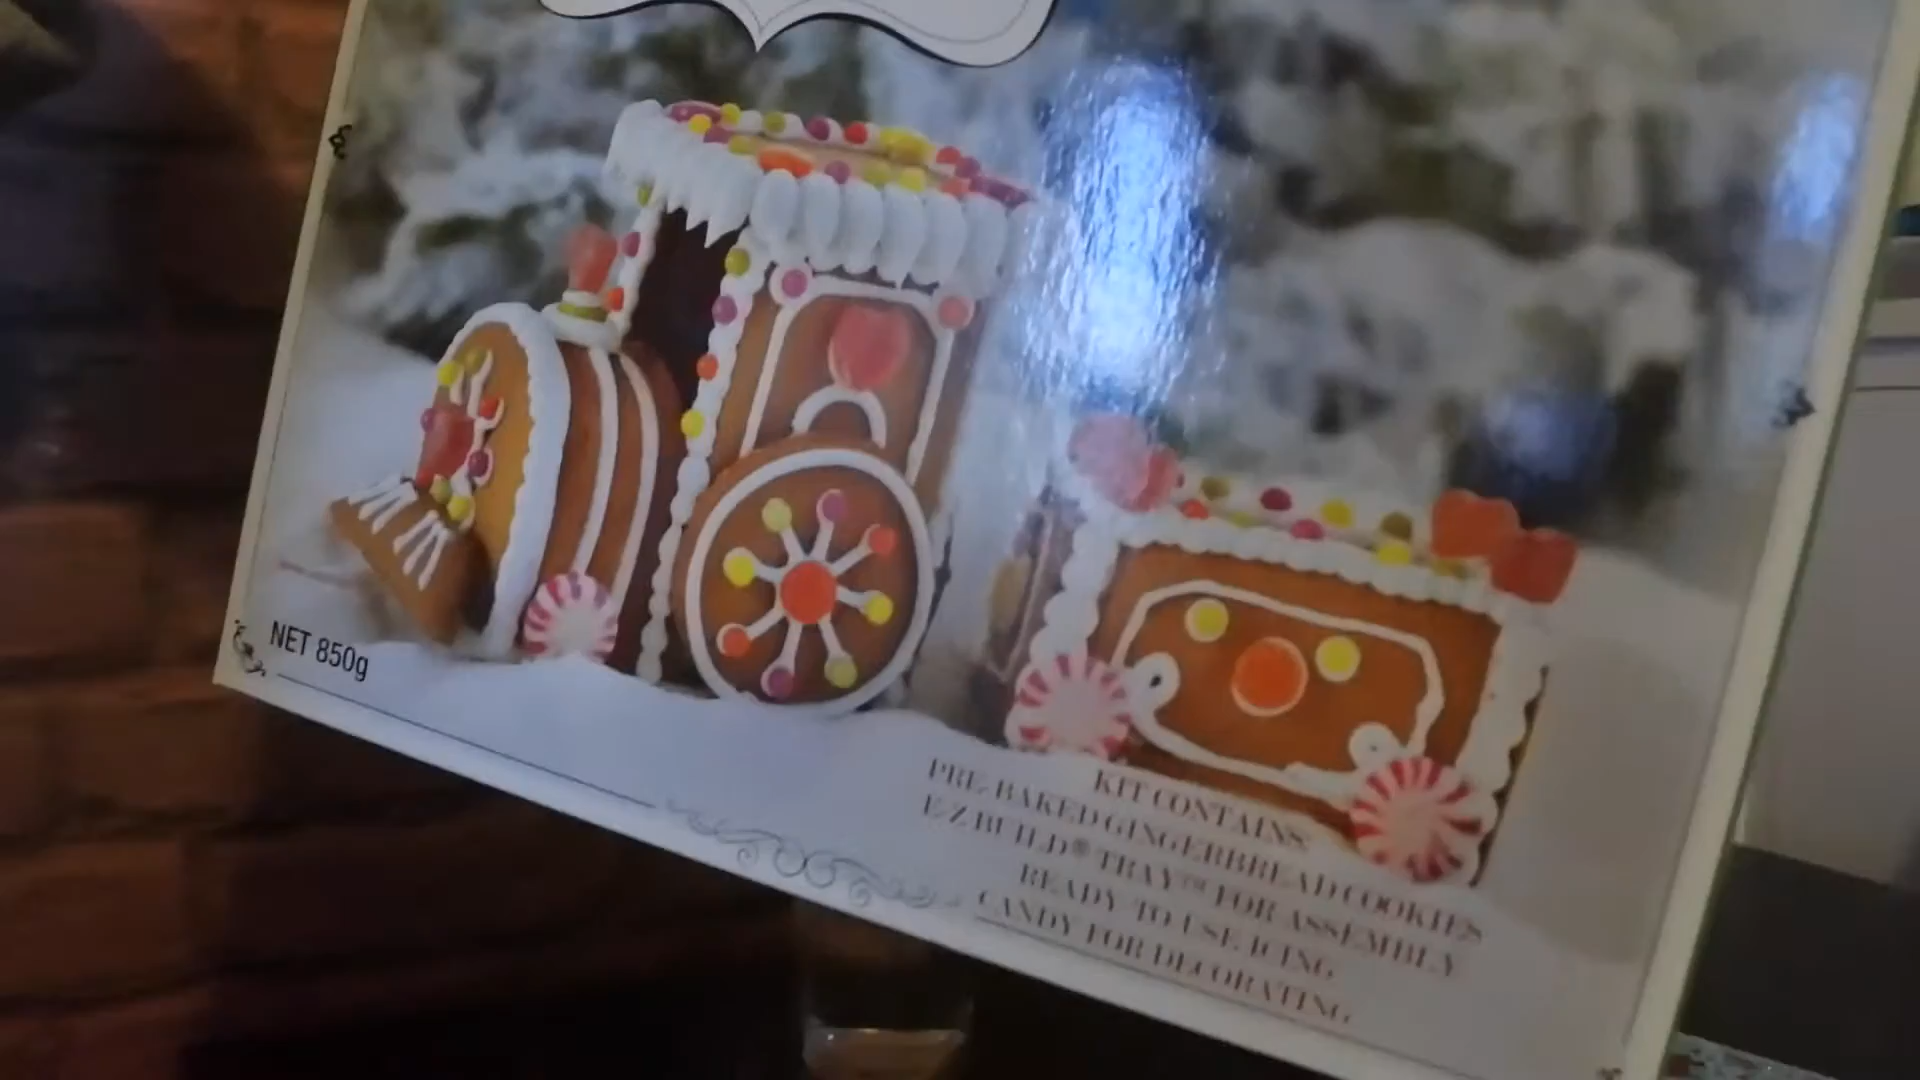 NET 850g
KIT CONTAINS:
PRE-BAKED GINGERBREAD COOKIES
E-Z BUILD® TRAY™ FOR ASSEMBLY
READY TO USE ICING
CANDY FOR DECORATING